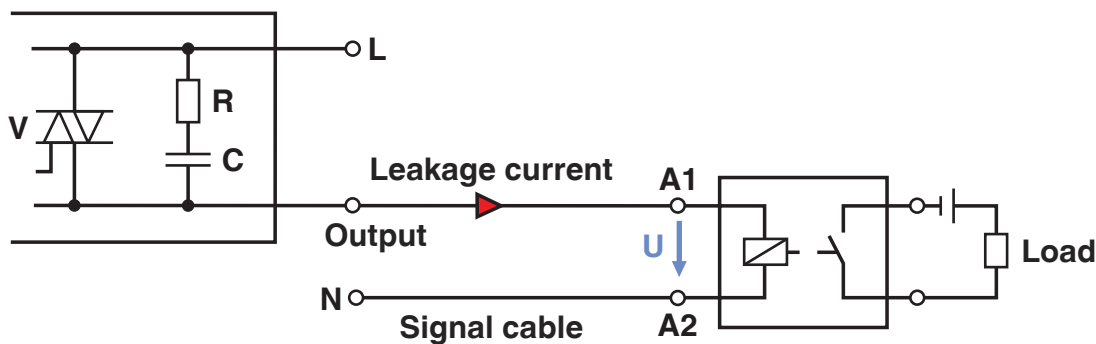 L
R
V
C
Leakage current
A1
Output
U
Load
N
Signal cable
A2